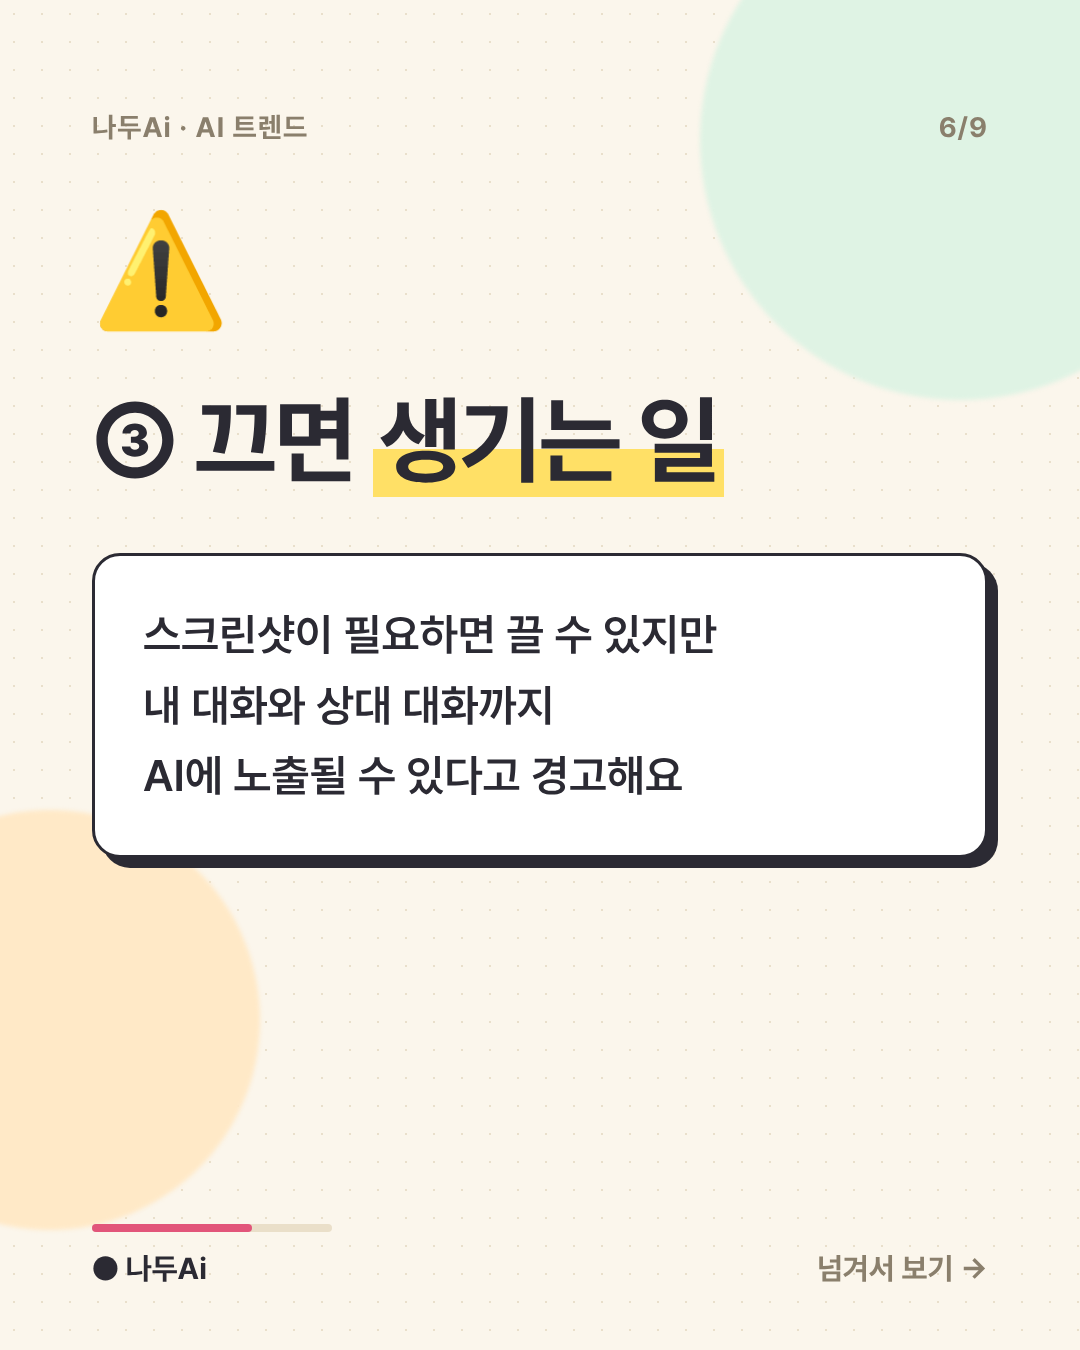 나두Ai · AI 트렌드
6/9
③ 끄면 생기는 일
스크린샷이 필요하면 끌 수 있지만
내 대화와 상대 대화까지
AI에 노출될 수 있다고 경고해요
나두Ai
넘겨서 보기 →